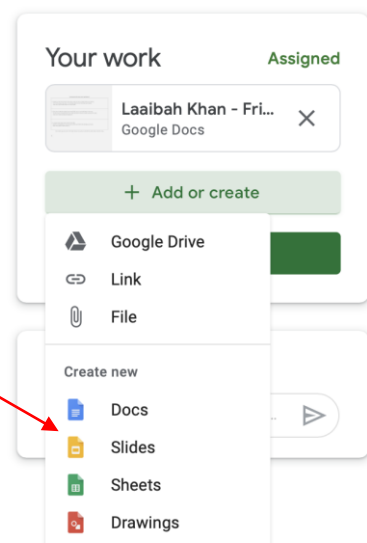 Your work
Assigned
Laaibah Khan - Fri...
Google Docs
+ Add or create
Google Drive
Link
File
Create new
Docs
Slides
Sheets
Drawings